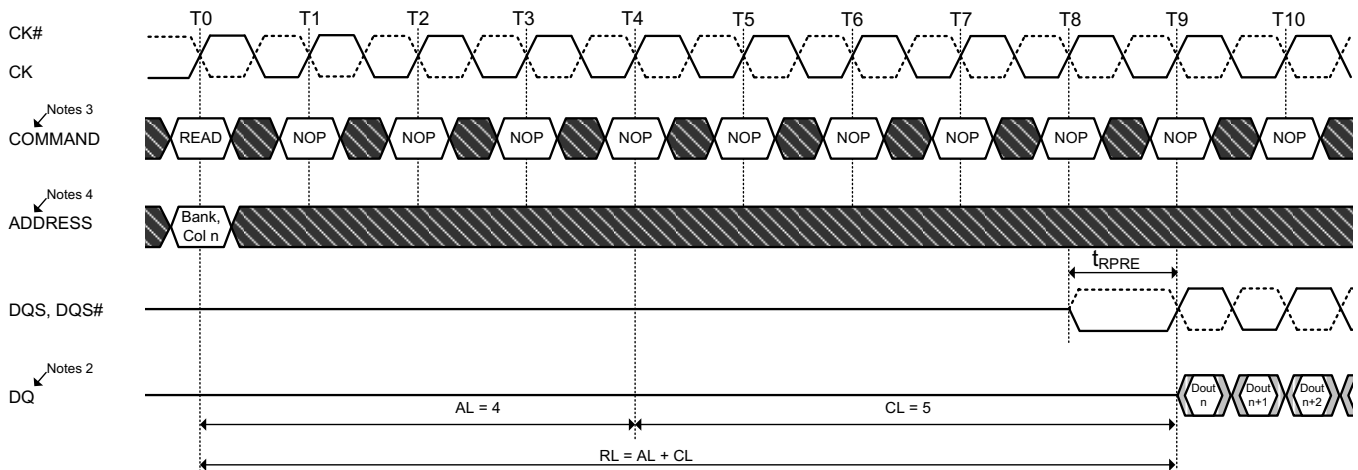 T0 T1 T2 T3 T4 T5 T6 T7 T8 T9 T10
CK#
CK
Notes 3
COMMAND READ NOP NOP NOP NOP NOP NOP NOP NOP NOP NOP
Notes 4
ADDRESS
Bank,
Col n
tRPRE
DQS, DQS#
Notes 2
DQ
Dout
n
Dout
n+1
Dout
n+2
AL = 4
CL = 5
RL = AL + CL